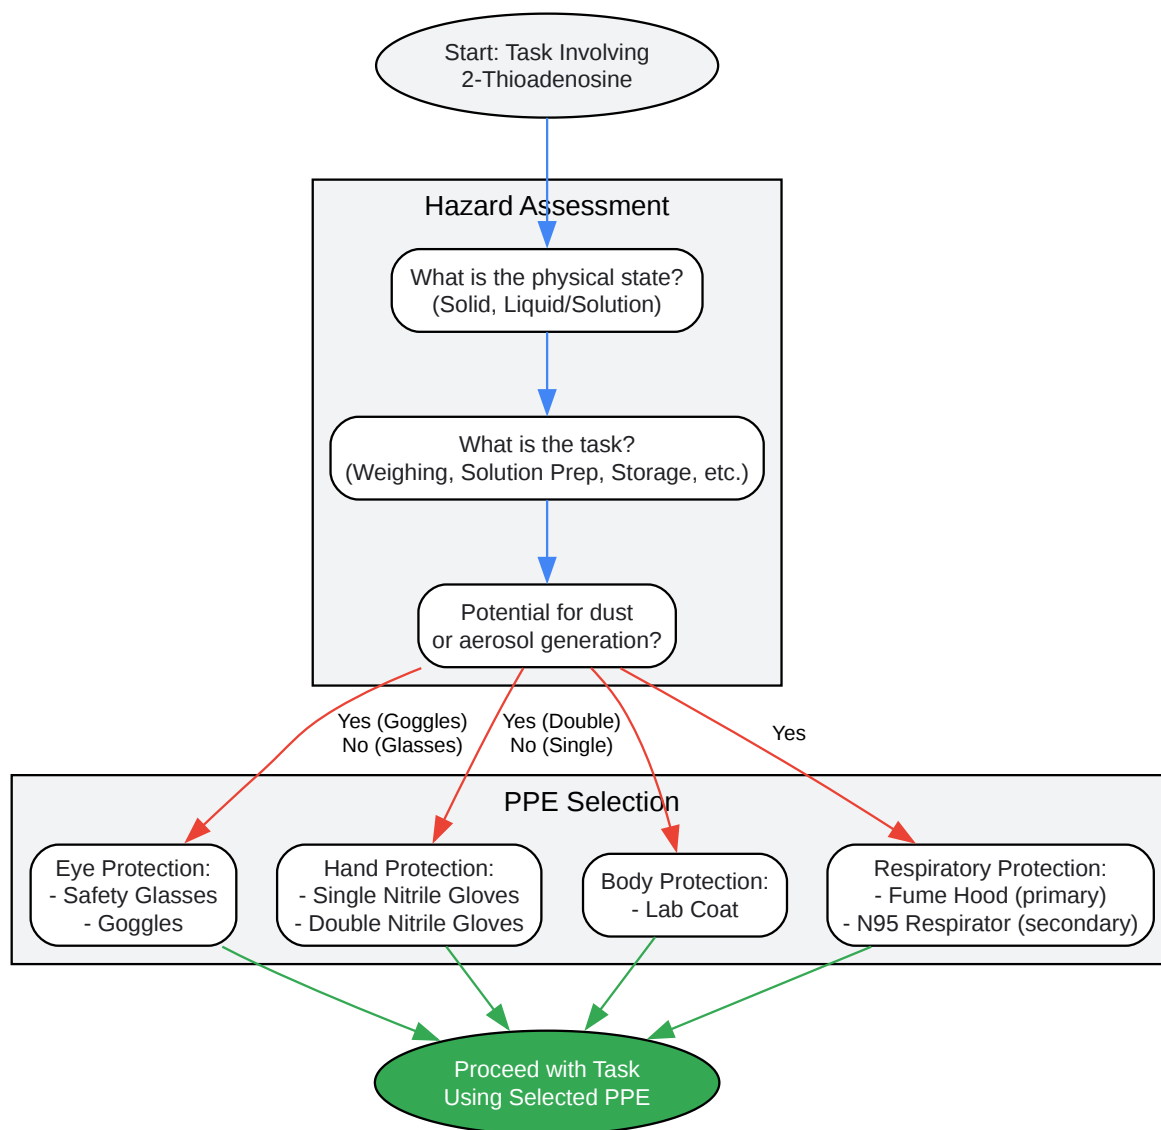 Start: Task Involving
2-Thioadenosine
Hazard Assessment
What is the physical state?
(Solid, Liquid/Solution)
What is the task?
(Weighing, Solution Prep, Storage, etc.)
Potential for dust
or aerosol generation?
Yes (Goggles)
No (Glasses)
Yes (Double)
No (Single)
Yes
PPE Selection
Eye Protection:
- Safety Glasses
- Goggles
Hand Protection:
- Single Nitrile Gloves
- Double Nitrile Gloves
Body Protection:
- Lab Coat
Respiratory Protection:
- Fume Hood (primary)
- N95 Respirator (secondary)
Proceed with Task
Using Selected PPE